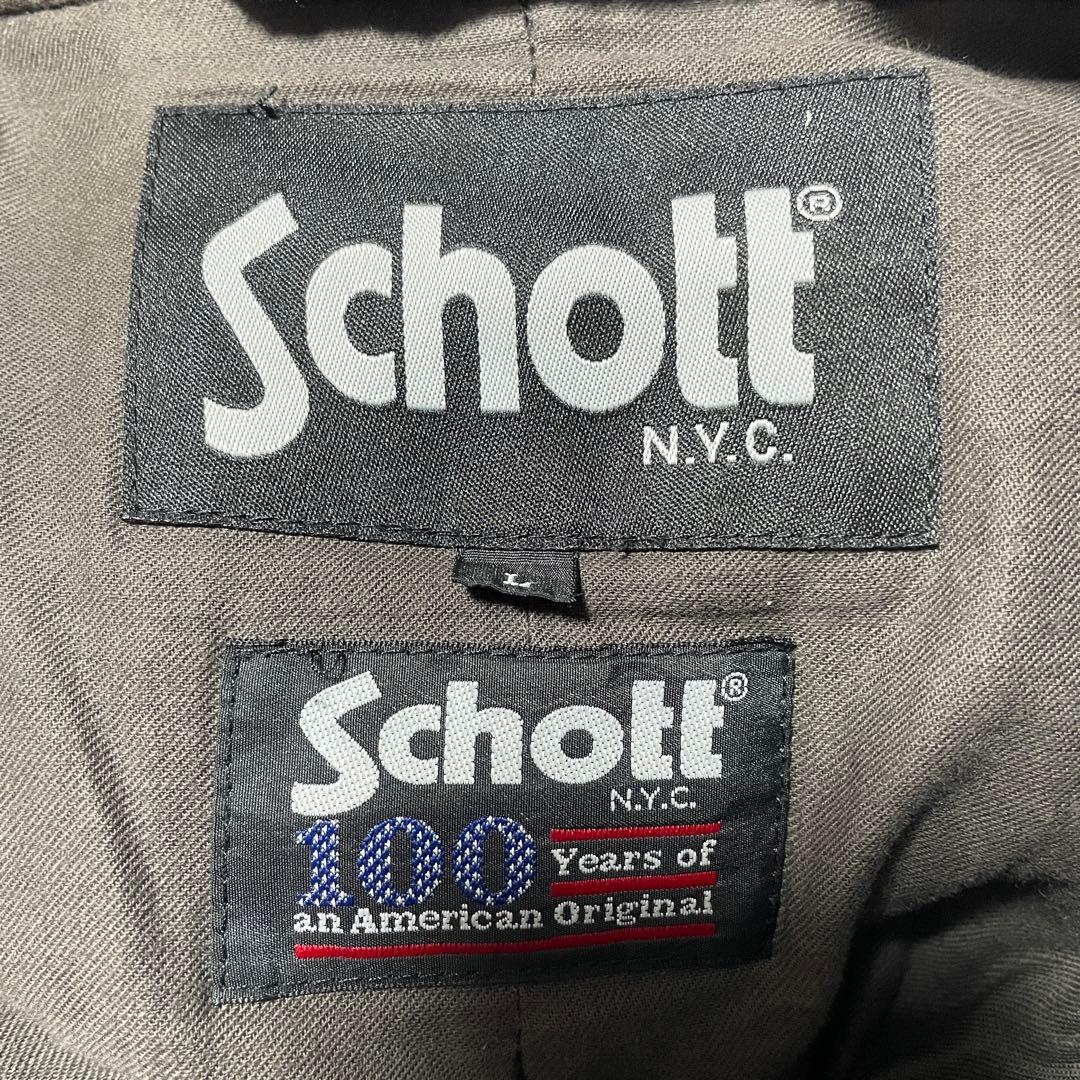 Schott®
N.Y.C.
L
Schott®
N.Y.C.
100 Years of
an American Original